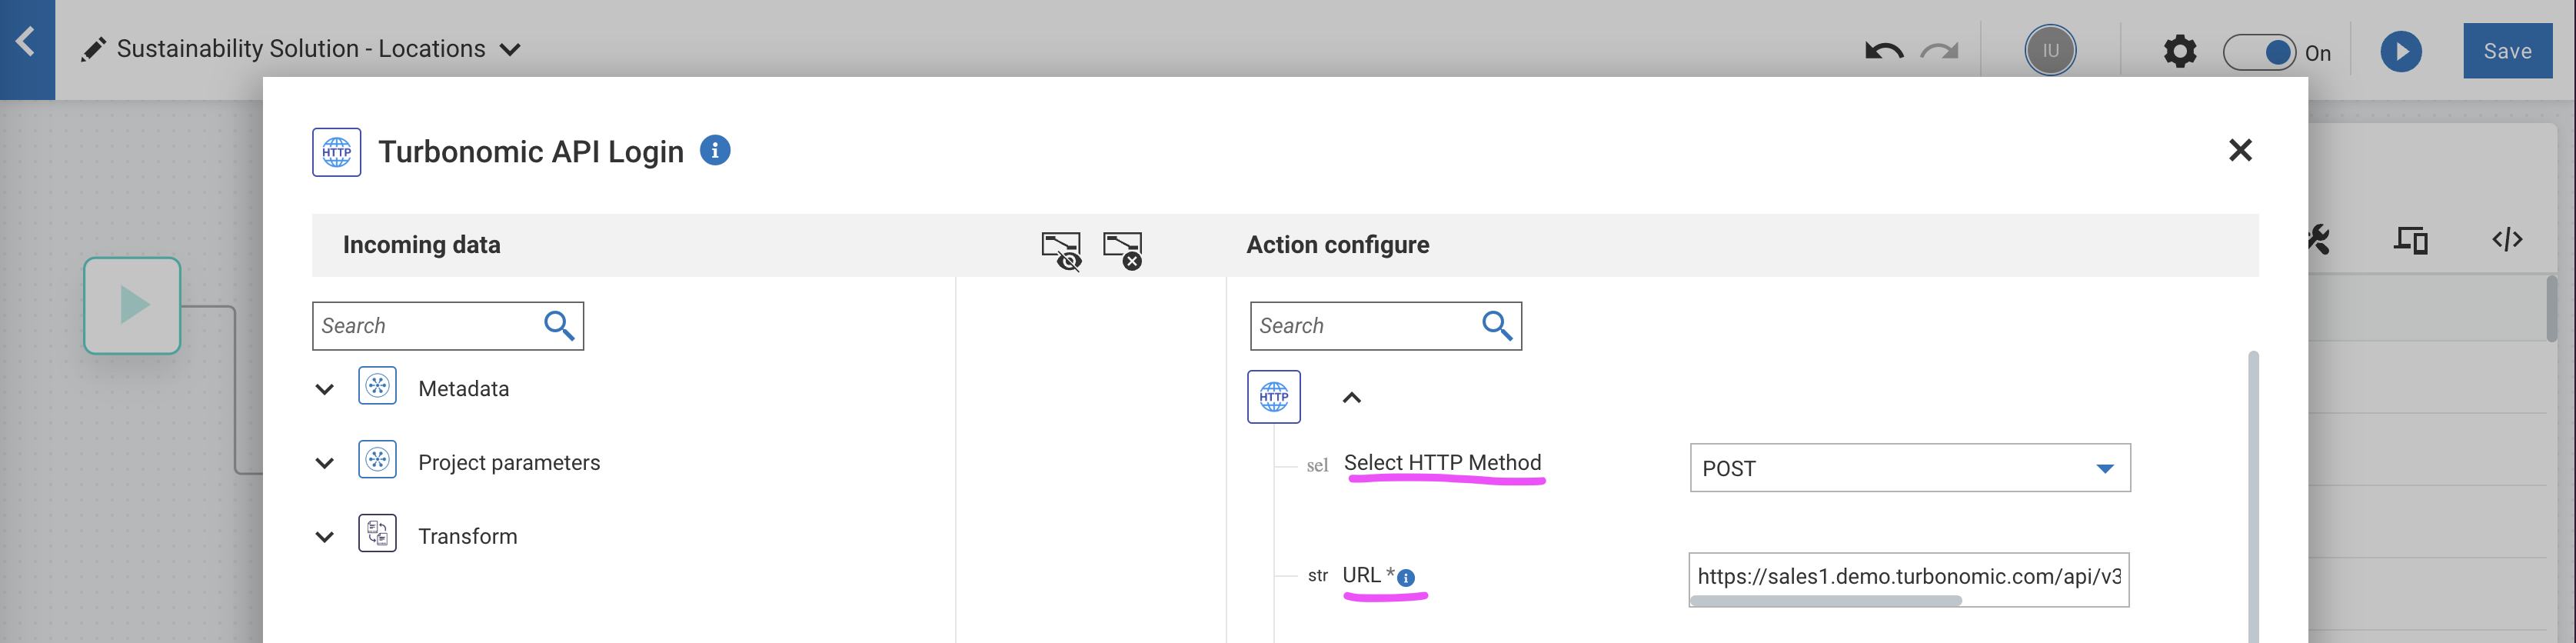 Sustainability Solution - Locations
IU
On
Save
HTTP
Turbonomic API Login
i
Incoming data
Action configure
Search
Search
Metadata
HTTP
Project parameters
sel Select HTTP Method
POST
Transform
str URL * i
https://sales1.demo.turbonomic.com/api/v3